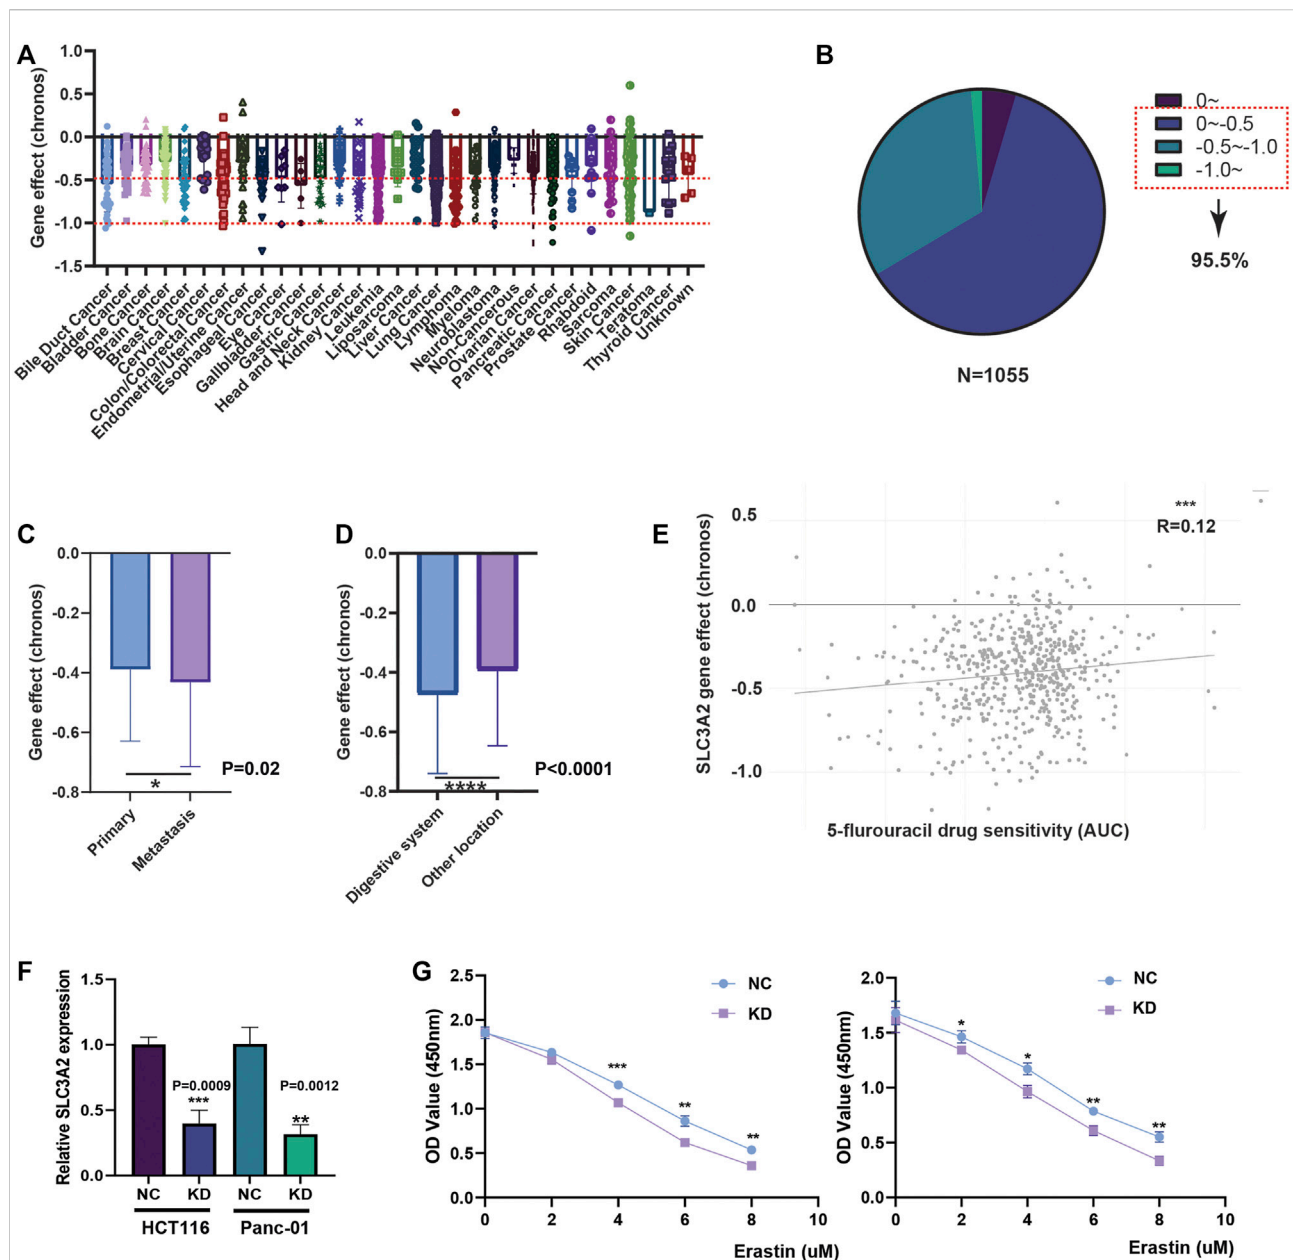 A
Gene effect (chronos)
1.0
0.5
0.0
-0.5
-1.0
-1.5
Bile Duct Cancer
Bladder Cancer
Bone Cancer
Brain Cancer
Breast Cancer
Cervical Cancer
Colon/Colorectal Cancer
Endometrial/Uterine Cancer
Esophageal Cancer
Eye Cancer
Gallbladder Cancer
Gastric Cancer
Head and Neck Cancer
Kidney Cancer
Leukemia
Liposarcoma
Liver Cancer
Lung Cancer
Lymphoma
Myeloma
Neuroblastoma
Non-Cancerous
Ovarian Cancer
Pancreatic Cancer
Prostate Cancer
Rhabdoid
Sarcoma
Skin Cancer
Teratoma
Thyroid Cancer
Unknown
B
0~
0~-0.5
-0.5~-1.0
-1.0~
95.5%
N=1055
C
Gene effect (chronos)
0.0
-0.2
-0.4
-0.6
-0.8
*
P=0.02
Primary
Metastasis
D
Gene effect (chronos)
0.0
-0.2
-0.4
-0.6
-0.8
****
P<0.0001
Digestive system
Other location
E
SLC3A2 gene effect (chronos)
0.5
0.0
-0.5
-1.0
***
R=0.12
5-flurouracil drug sensitivity (AUC)
F
Relative SLC3A2 expression
1.5
1.0
0.5
0.0
P=0.0009
***
P=0.0012
**
NC
KD
NC
KD
HCT116
Panc-01
G
OD Value (450nm)
2.5
2.0
1.5
1.0
0.5
0.0
NC
KD
***
**
**
0
2
4
6
8
10
Erastin (uM)
OD Value (450nm)
2.0
1.5
1.0
0.5
0.0
NC
KD
*
*
**
**
0
2
4
6
8
10
Erastin (uM)